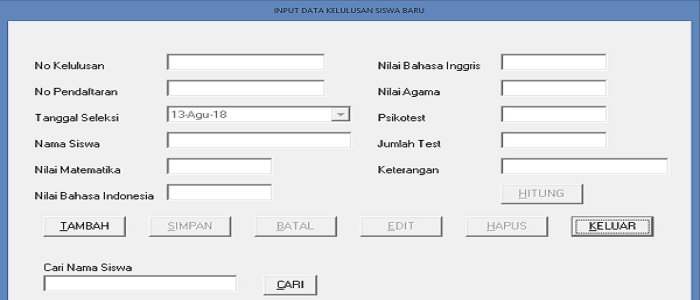 INPUT DATA KELULUSAN SISWA BARU
No Kelulusan
No Pendaftaran
Tanggal Seleksi 13-Agu-18
Nama Siswa
Nilai Matematika
Nilai Bahasa Indonesia
Nilai Bahasa Inggris
Nilai Agama
Psikotest
Jumlah Test
Keterangan
HITUNG
TAMBAH SIMPAN BATAL EDIT HAPUS KELUAR
Cari Nama Siswa
CARI